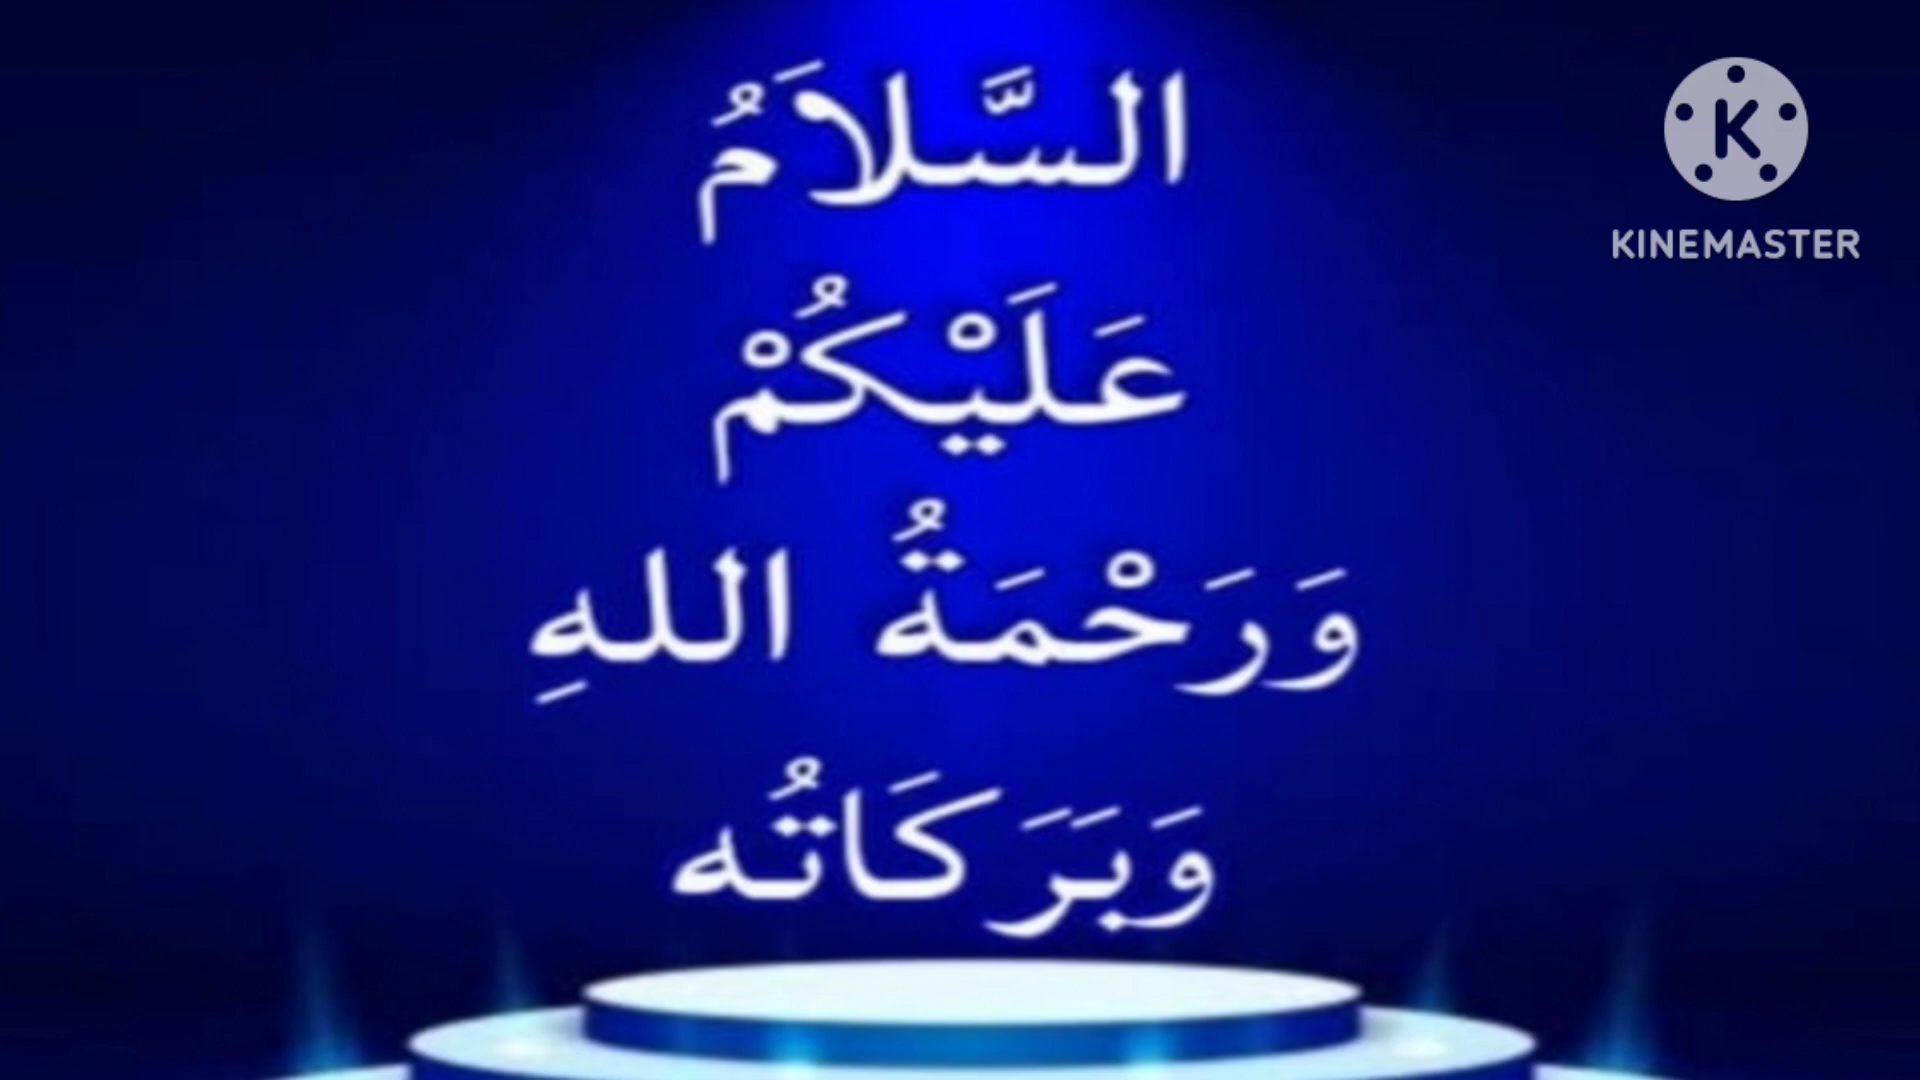 السَّلَامُ
عَلَيْكُمْ
وَرَحْمَةُ اللهِ
وَبَرَكَاتُه
K
KINEMASTER